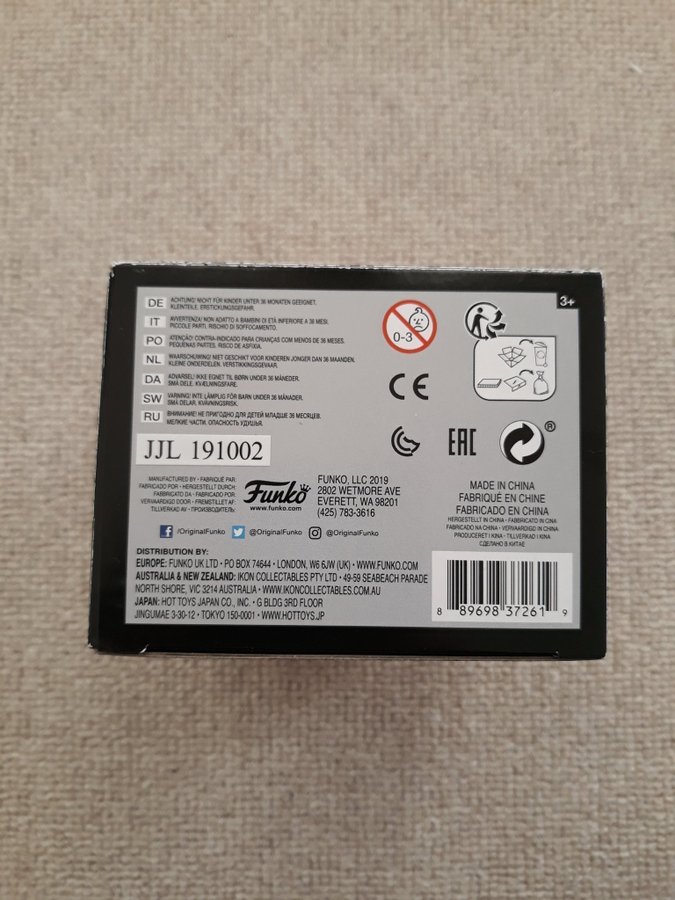 3+
DE ACHTUNG! NICHT FÜR KINDER UNTER 36 MONATEN GEEIGNET,
KLEINTEILE. ERSTICKUNGSGEFAHR.
IT AVVERTENZA! NON ADATTO A BAMBINI DI ETÀ INFERIORE A 36 MESI,
PICCOLE PARTI, RISCHIO DI SOFFOCAMENTO.
PO ATENÇÃO! CONTRA-INDICADO PARA CRIANÇAS COM MENOS DE 36 MESES.
PEQUENAS PARTES, RISCO DE ASFIXIA.
NL WAARSCHUWING! NIET GESCHIKT VOOR KINDEREN JONGER DAN 36 MAANDEN.
KLEINE ONDERDELEN. VERSTIKKINGSGEVAAR.
DA ADVARSEL! IKKE EGNET TIL BØRN UNDER 36 MÅNEDER.
SMÅ DELE. KVÆLNINGSFARE.
SW VARNING! INTE LÄMPLIG FÖR BARN UNDER 36 MÅNADER.
SMÅ DELAR. KVÄVNINGSRISK.
RU ВНИМАНИЕ! НЕ ПРИГОДНО ДЛЯ ДЕТЕЙ МЛАДШЕ 36 МЕСЯЦЕВ.
МЕЛКИЕ ЧАСТИ. ОПАСНОСТЬ УДУШЬЯ.
0-3
CE
EAC
®
JJL 191002
MANUFACTURED BY • FABRIQUÉ PAR:
FABRICADO POR • HERGESTELLT DURCH:
FABBRICATO DA • FABRICADO POR:
VERVAARDIGD DOOR • FREMSTILLET AF:
TILLVERKAD AV • ПРОИЗВОДИТЕЛЬ:
Funko
www.funko.com
FUNKO, LLC 2019
2802 WETMORE AVE
EVERETT, WA 98201
(425) 783-3616
MADE IN CHINA
FABRIQUÉ EN CHINE
FABRICADO EN CHINA
HERGESTELLT IN CHINA • FABBRICATO IN CINA
FABRICADO NA CHINA • VERVAARDIGD IN CHINA
PRODUCERET I KINA • TILLVERKAD I KINA
СДЕЛАНО В КИТАЕ
f /OriginalFunko @OriginalFunko @OriginalFunko
DISTRIBUTION BY:
EUROPE: FUNKO UK LTD • PO BOX 74644 • LONDON, W6 6JW (UK) • WWW.FUNKO.COM
AUSTRALIA & NEW ZEALAND: IKON COLLECTABLES PTY LTD • 49-59 SEABEACH PARADE
NORTH SHORE, VIC 3214 AUSTRALIA • WWW.IKONCOLLECTABLES.COM.AU
JAPAN: HOT TOYS JAPAN CO., INC. • G BLDG 3RD FLOOR
JINGUMAE 3-30-12 • TOKYO 150-0001 • WWW.HOTTOYS.JP
8 89698 37261 9